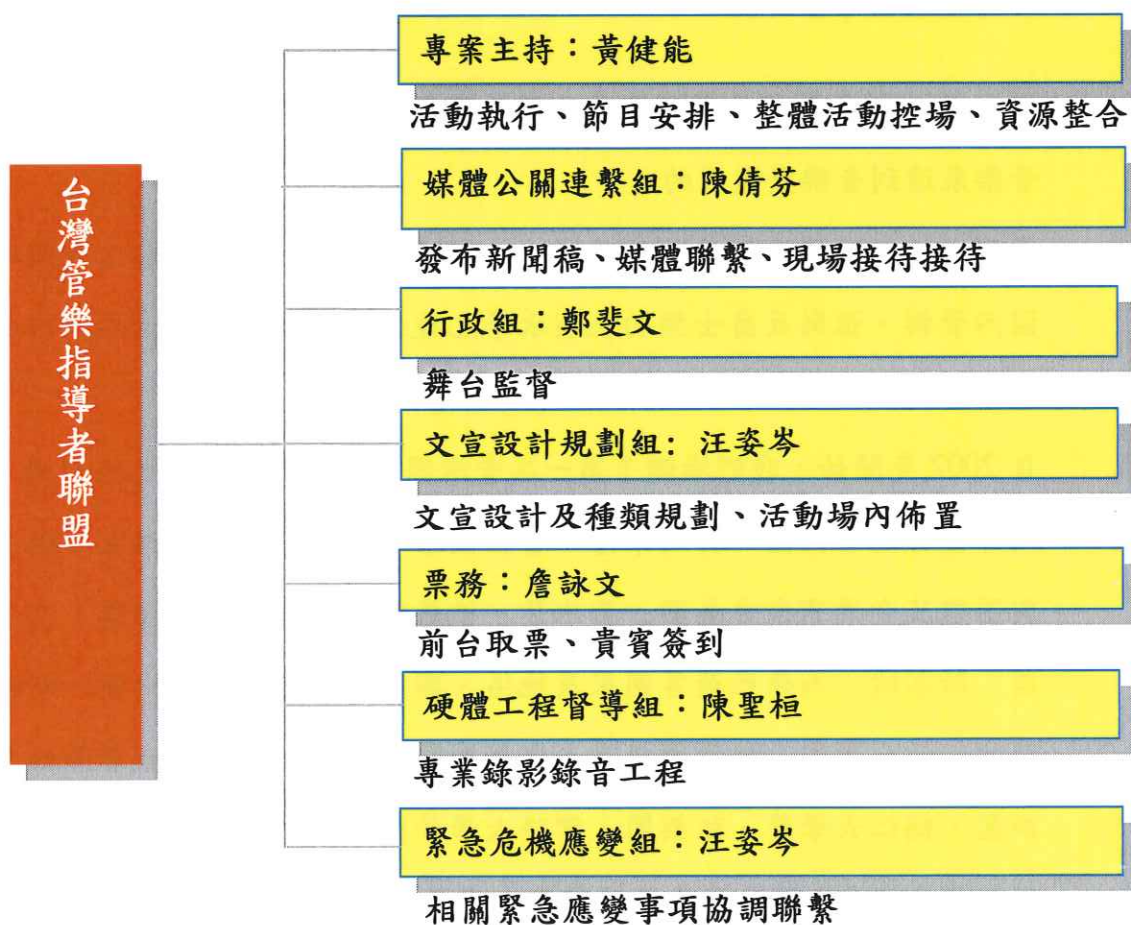 台灣管樂指導者聯盟
專案主持：黃健能
活動執行、節目安排、整體活動控場、資源整合
媒體公關連繫組：陳倩芬
發布新聞稿、媒體聯繫、現場接待接待
行政組：鄭斐文
舞台監督
文宣設計規劃組：汪姿岑
文宣設計及種類規劃、活動場內佈置
票務：詹詠文
前台取票、貴賓簽到
硬體工程督導組：陳聖桓
專業錄影錄音工程
緊急危機應變組：汪姿岑
相關緊急應變事項協調聯繫